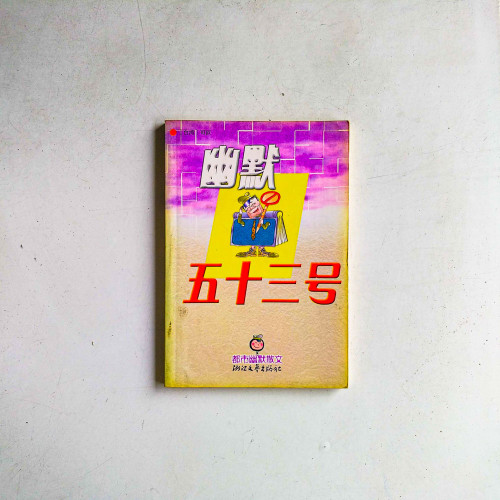 幽默
五十三号
都市幽默散文
浙江文艺出版社